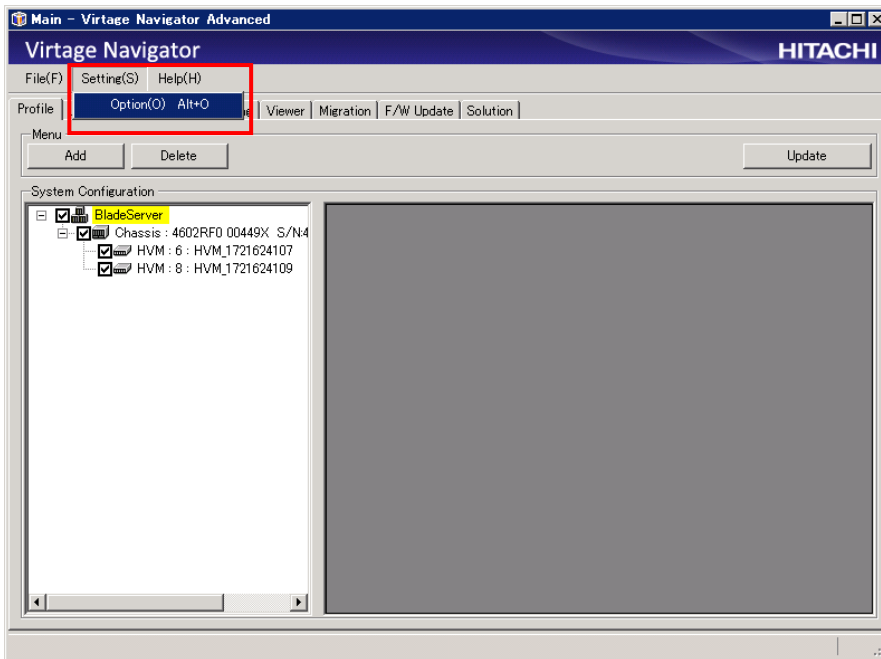 Main - Virtage Navigator Advanced
Virtage Navigator
HITACHI
File(F) Setting(S) Help(H)
Option(O) Alt+O
Profile Viewer Migration F/W Update Solution
Menu
Add Delete Update
System Configuration
BladeServer
Chassis : 4602RF0 00449X S/N:4
HVM : 6 : HVM_1721624107
HVM : 8 : HVM_1721624109